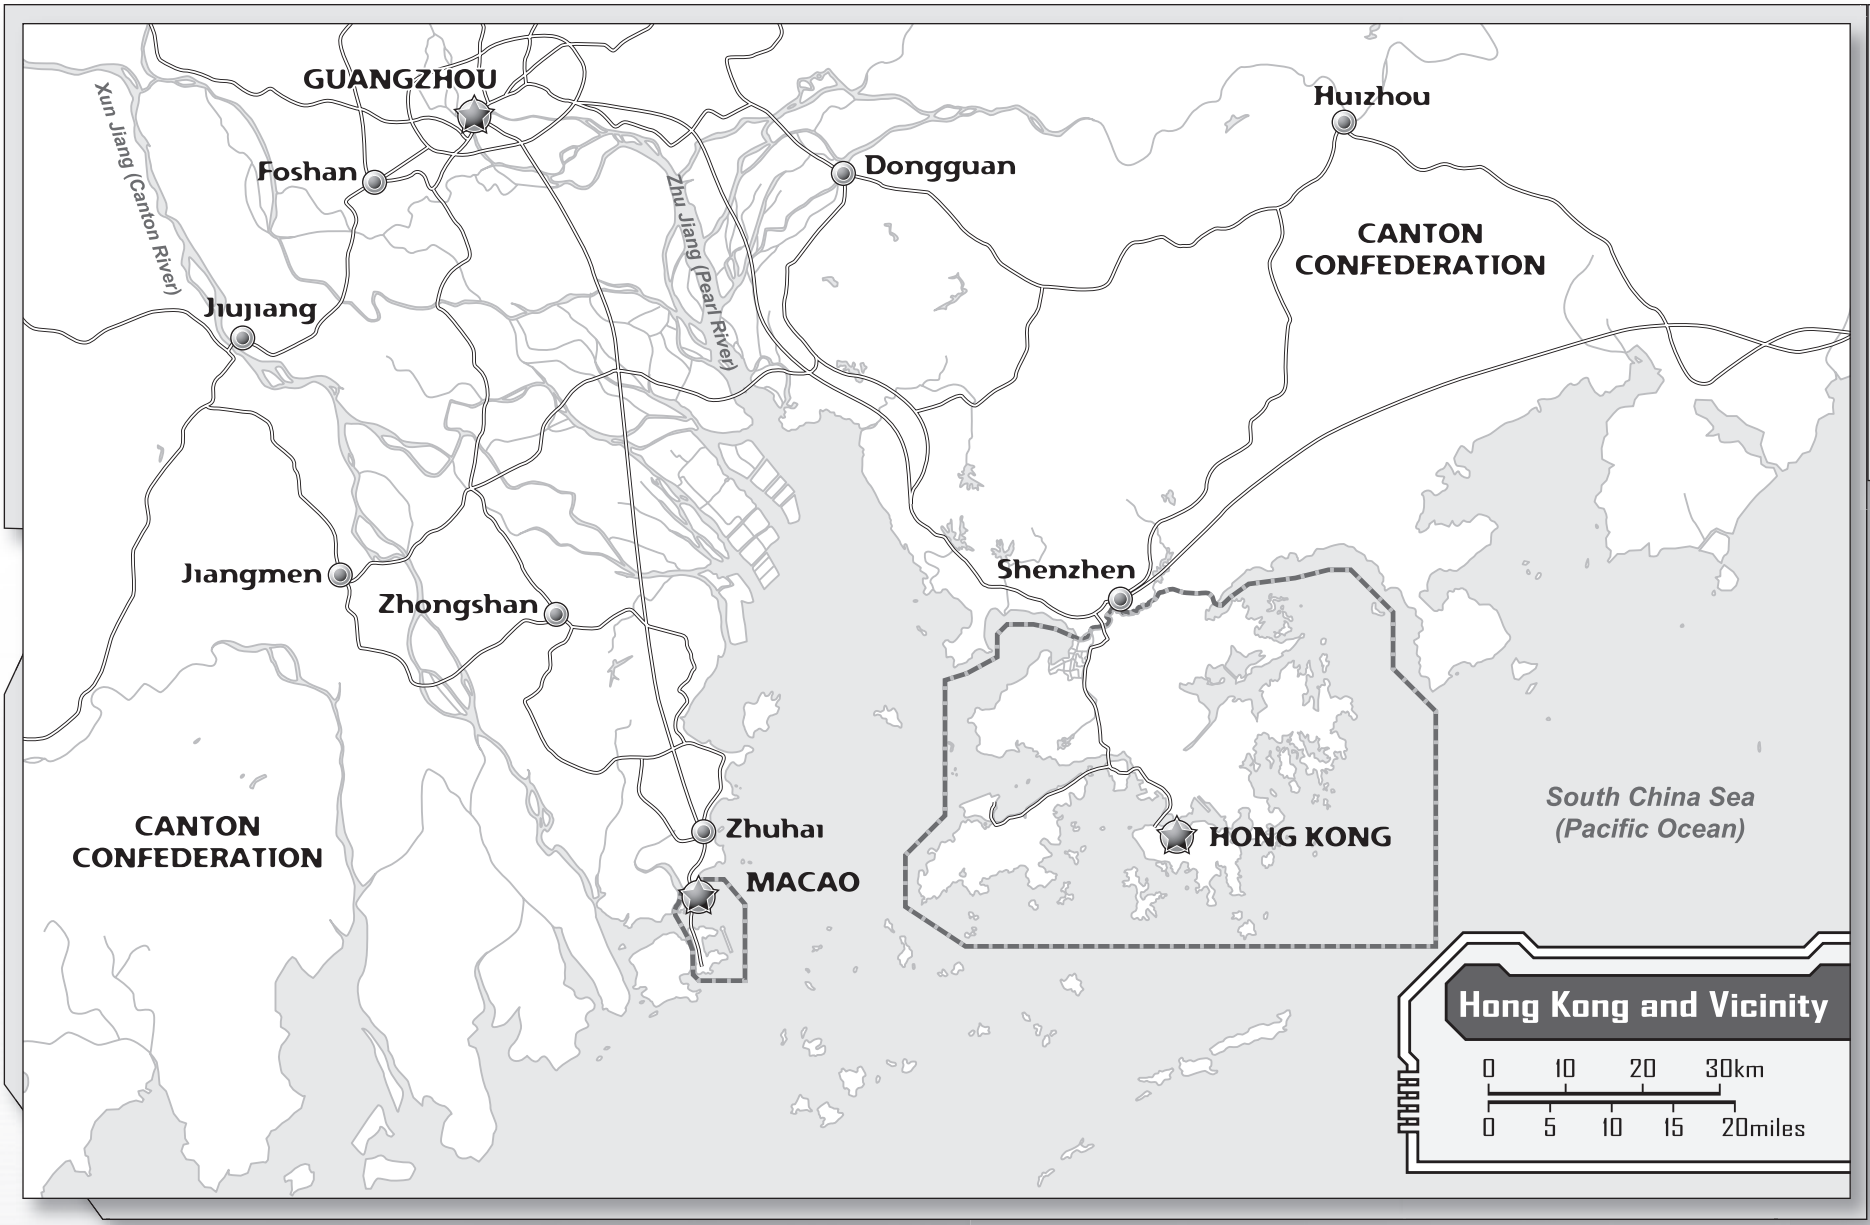 GUANGZHOU
Huizhou
Xun Jiang (Canton River)
Foshan
Dongguan
Zhu Jiang (Pearl River)
CANTON
CONFEDERATION
Jiujiang
Shenzhen
Jiangmen
Zhongshan
South China Sea
(Pacific Ocean)
CANTON
CONFEDERATION
Zhuhai
HONG KONG
MACAO
Hong Kong and Vicinity
0 10 20 30km
0 5 10 15 20miles